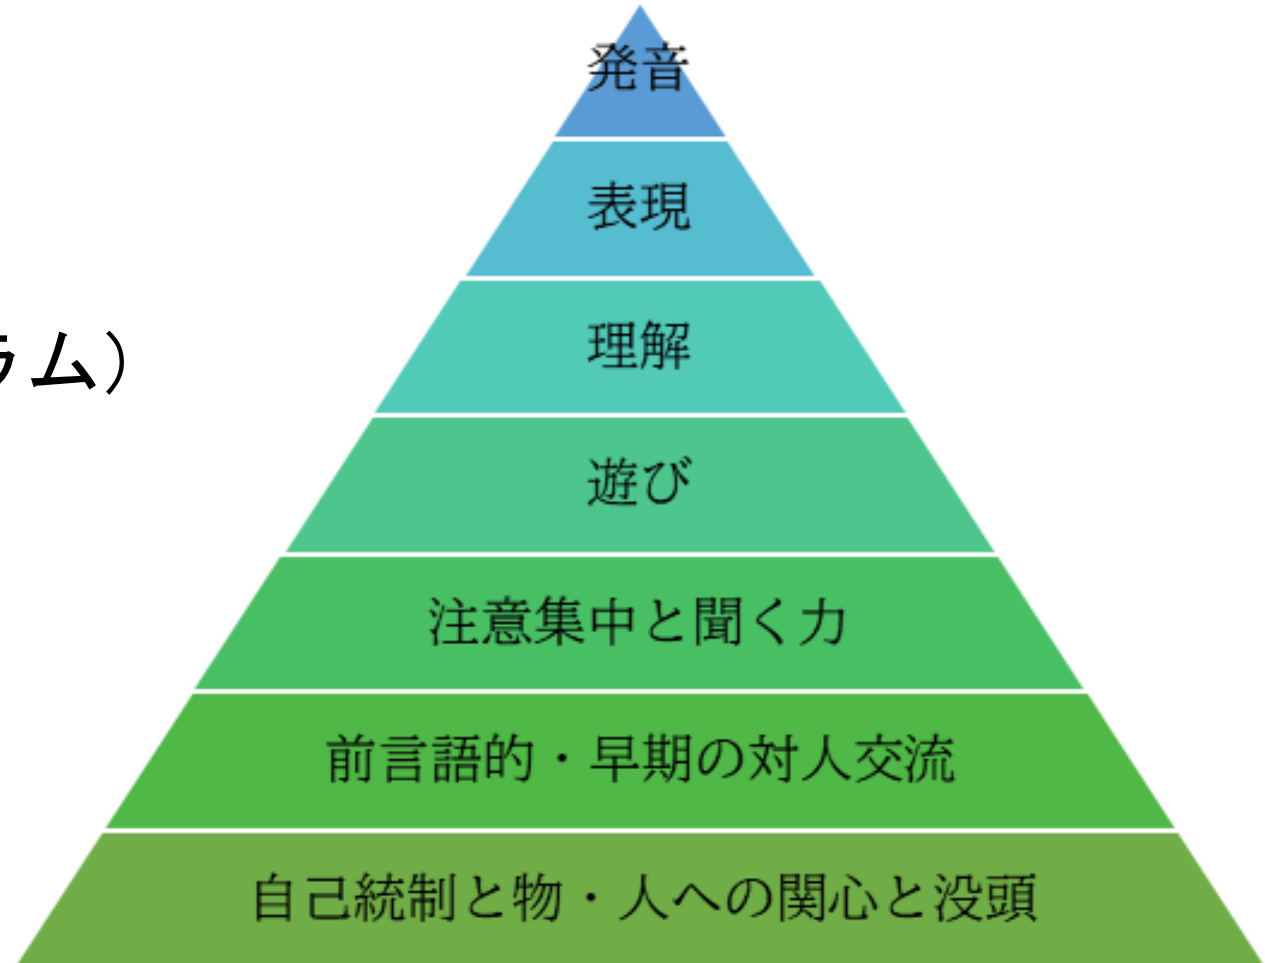 発音
表現
理解
ラム）
遊び
注意集中と聞く力
前言語的・早期の対人交流
自己統制と物・人への関心と没頭